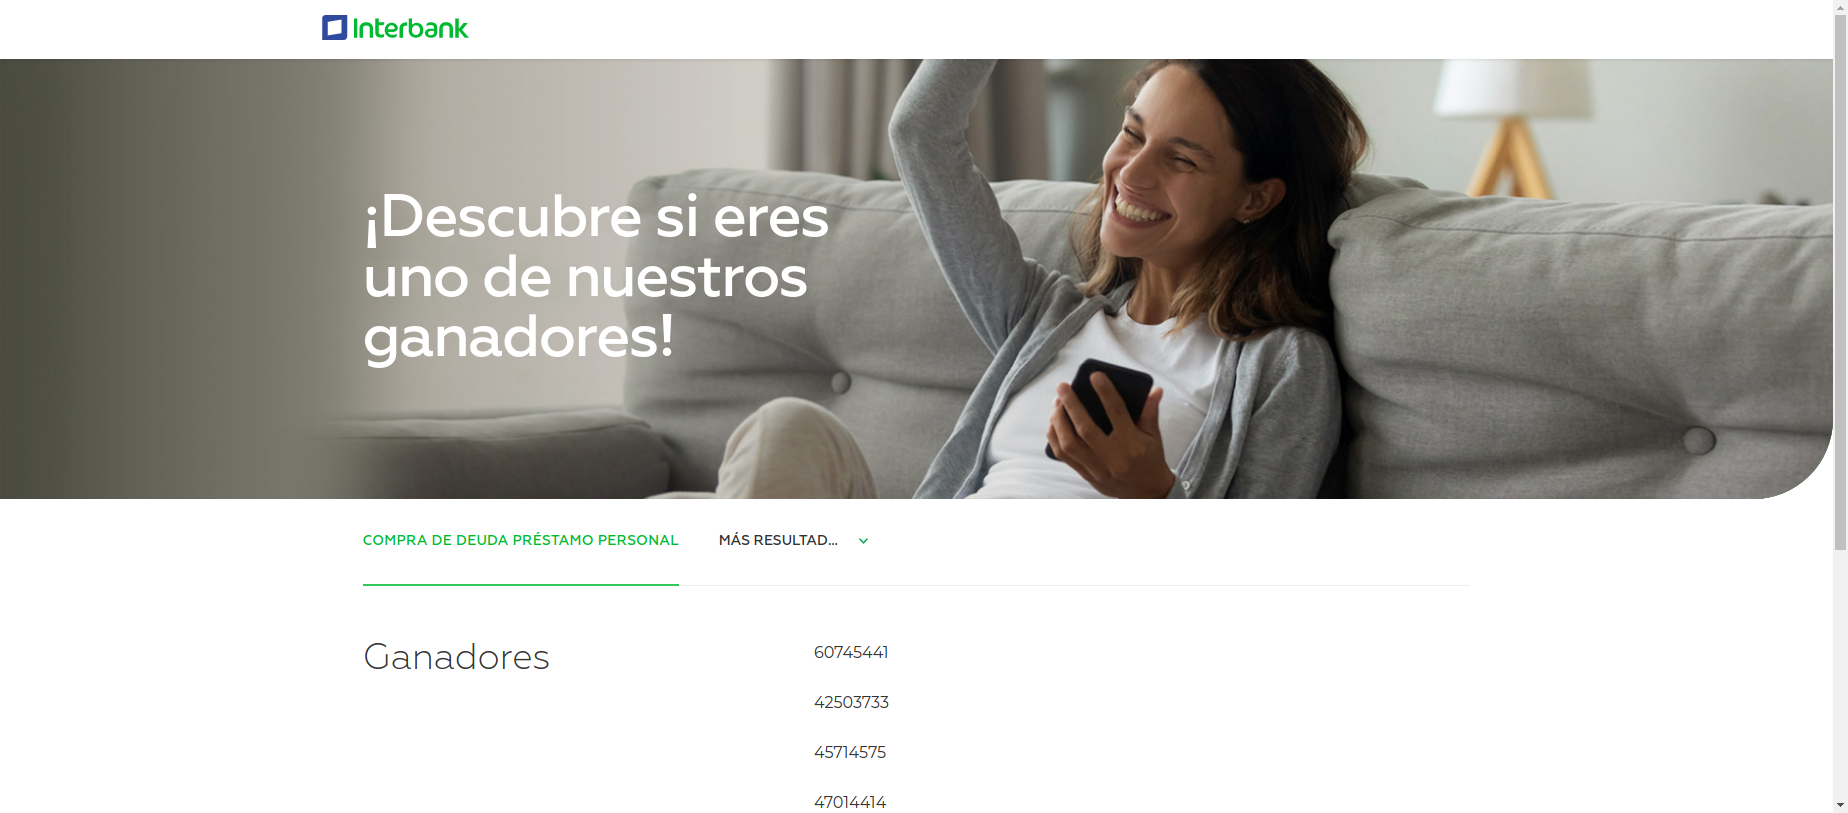 Interbank
¡Descubre si eres
uno de nuestros
ganadores!
COMPRA DE DEUDA PRÉSTAMO PERSONAL
MÁS RESULTAD...
Ganadores
60745441
42503733
45714575
47014414